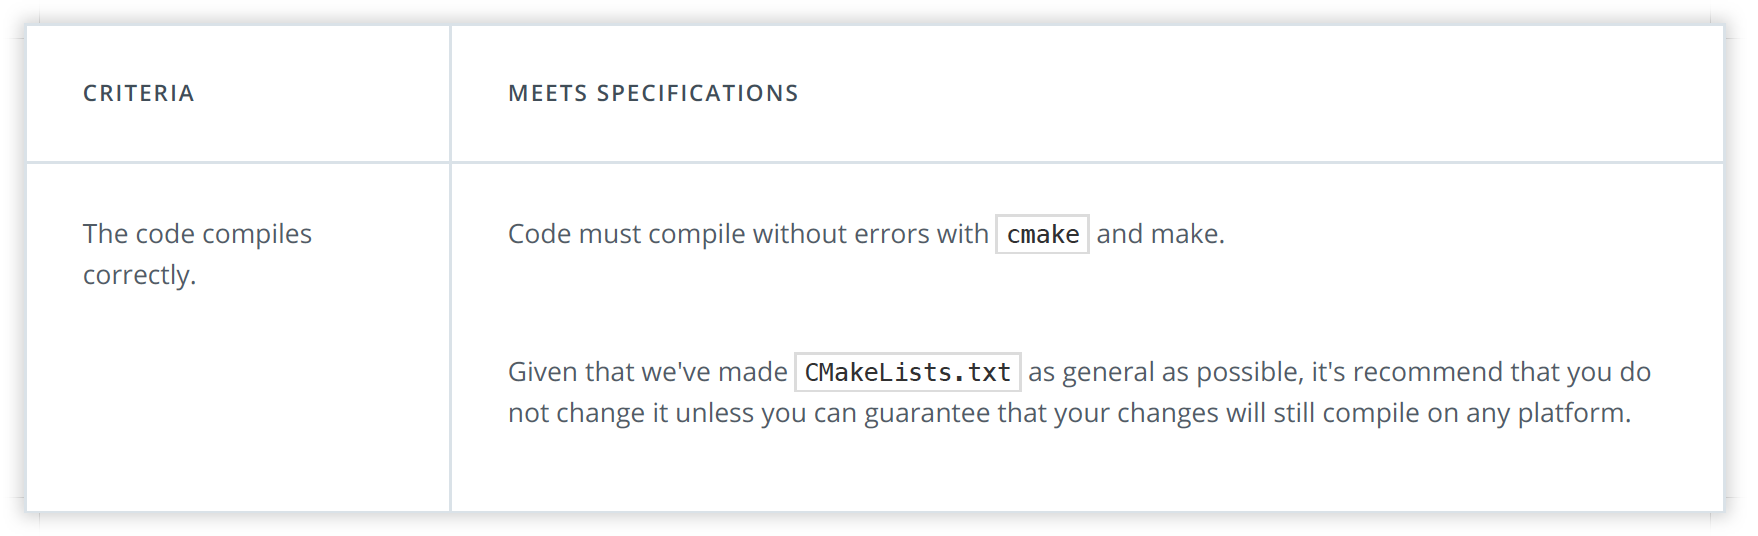 CRITERIA
MEETS SPECIFICATIONS
The code compiles
correctly.
Code must compile without errors with cmake and make.
Given that we've made CMakeLists.txt as general as possible, it's recommend that you do
not change it unless you can guarantee that your changes will still compile on any platform.